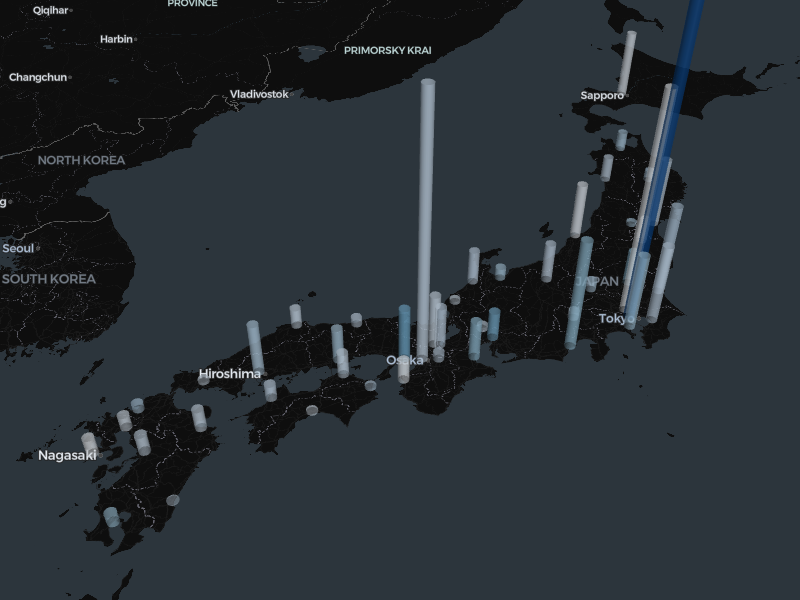 PROVINCE
Qiqihar
Harbin
PRIMORSKY KRAI
Changchun
Vladivostok
Sapporo
NORTH KOREA
Seoul
SOUTH KOREA
JAPAN
Tokyo
Osaka
Hiroshima
Nagasaki